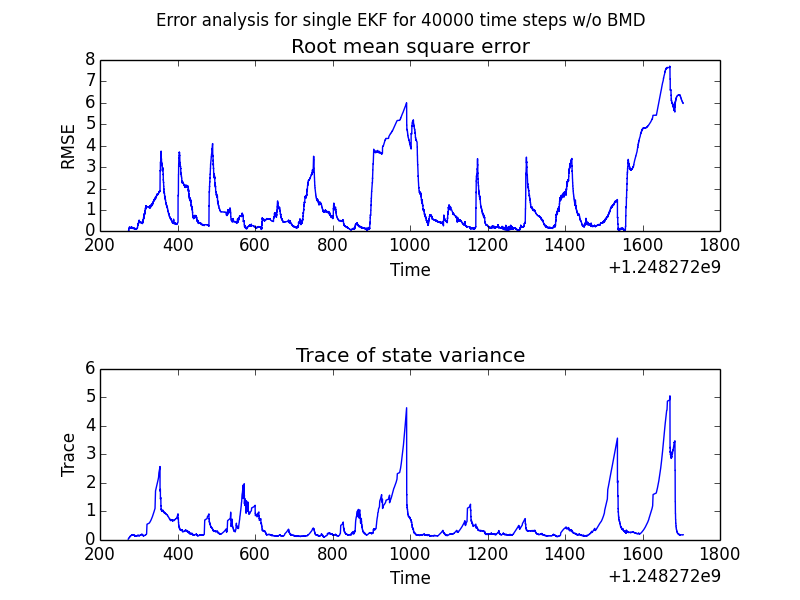 Error analysis for single EKF for 40000 time steps w/o BMD
Root mean square error
8
7
6
5
4
3
2
1
0
RMSE
200 400 600 800 1000 1200 1400 1600 1800
Time
+1.248272e9
Trace of state variance
6
5
4
3
2
1
0
Trace
200 400 600 800 1000 1200 1400 1600 1800
Time
+1.248272e9